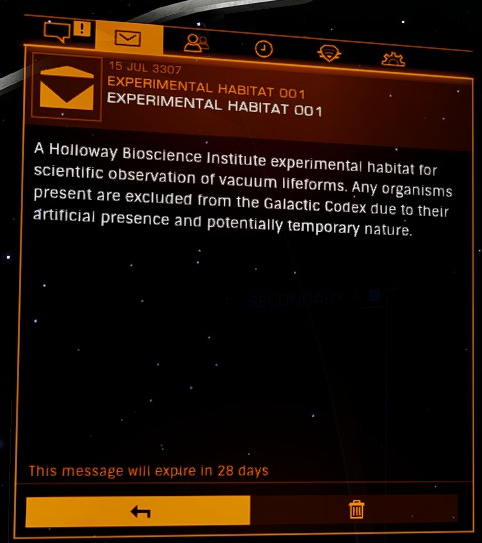 15 JUL 3307
EXPERIMENTAL HABITAT 001
EXPERIMENTAL HABITAT 001
A Holloway Bioscience Institute experimental habitat for
scientific observation of vacuum lifeforms. Any organisms
present are excluded from the Galactic Codex due to their
artificial presence and potentially temporary nature.
SECONDARY
This message will expire in 28 days